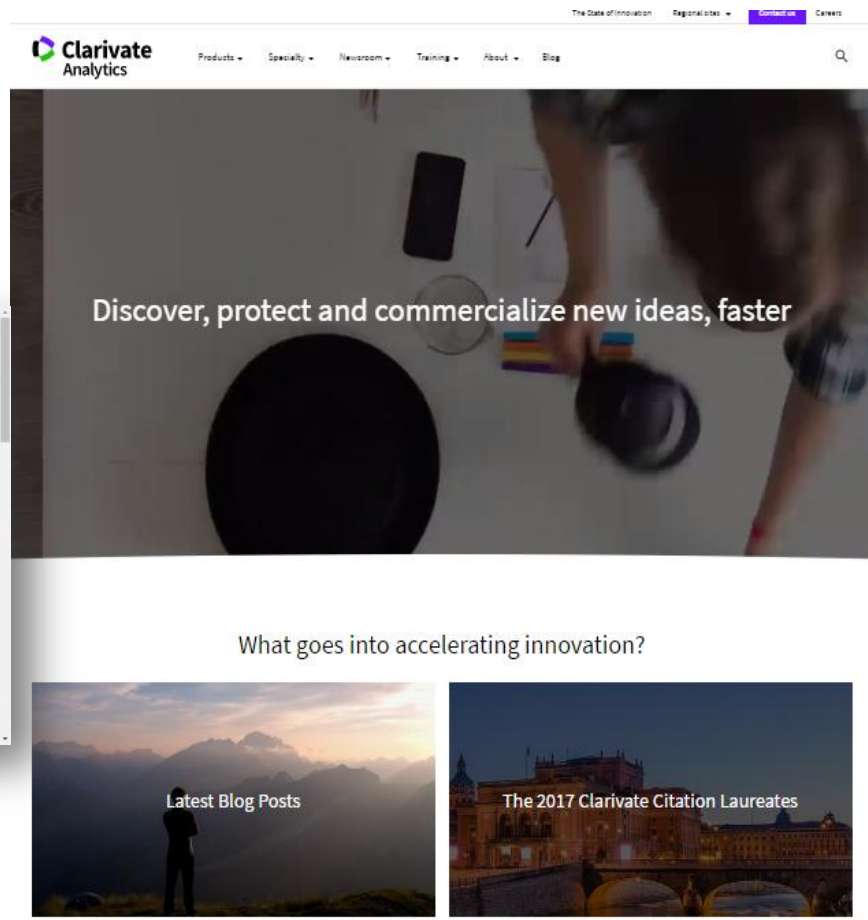 The State of Innovation Regional sites Contact us Careers
Clarivate
Analytics
Products Specialty Newsroom Training About Blog
Discover, protect and commercialize new ideas, faster
What goes into accelerating innovation?
Latest Blog Posts
The 2017 Clarivate Citation Laureates